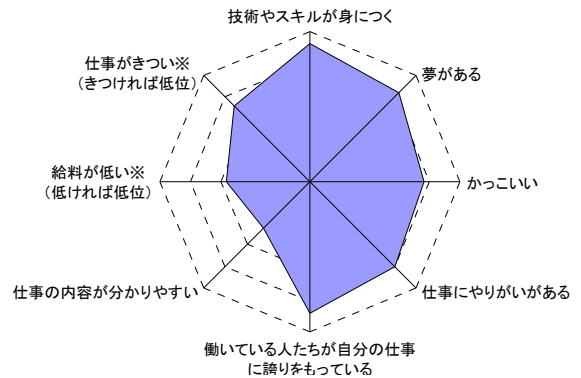 技術やスキルが身につく
夢がある
かっこいい
仕事にやりがいがある
働いている人たちが自分の仕事
に誇りをもっている
仕事の内容が分かりやすい
給料が低い※
（低ければ低位）
仕事がきつい※
（きつければ低位）